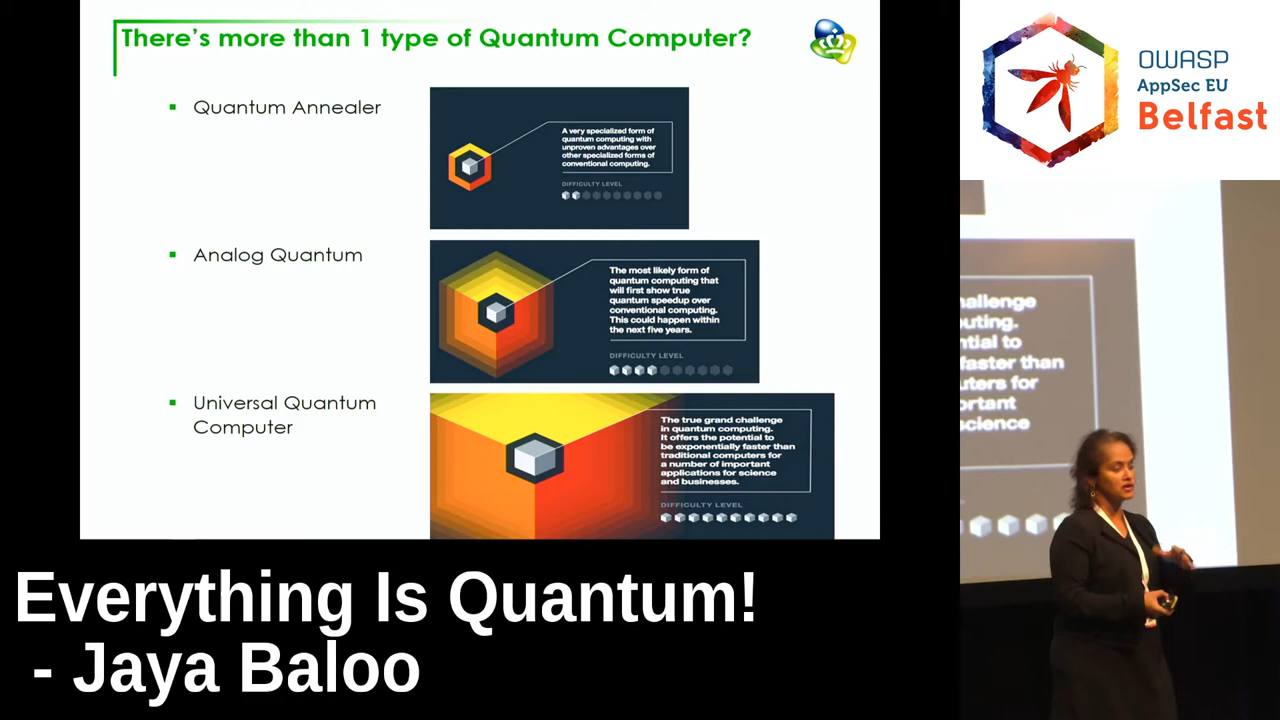 There's more than 1 type of Quantum Computer?
OWASP
AppSec EU
Belfast
Quantum Annealer
A very specialized form of
quantum computing with
unproven advantages over
other specialized forms of
conventional computing.
DIFFICULTY LEVEL
Analog Quantum
The most likely form of
quantum computing that
will first show true
quantum speedup over
conventional computing.
This could happen within
the next five years.
DIFFICULTY LEVEL
Universal Quantum
Computer
The true grand challenge
in quantum computing.
It offers the potential to
be exponentially faster than
traditional computers for
a number of important
applications for science
and businesses.
DIFFICULTY LEVEL
faster than
science
Everything Is Quantum!
- Jaya Baloo